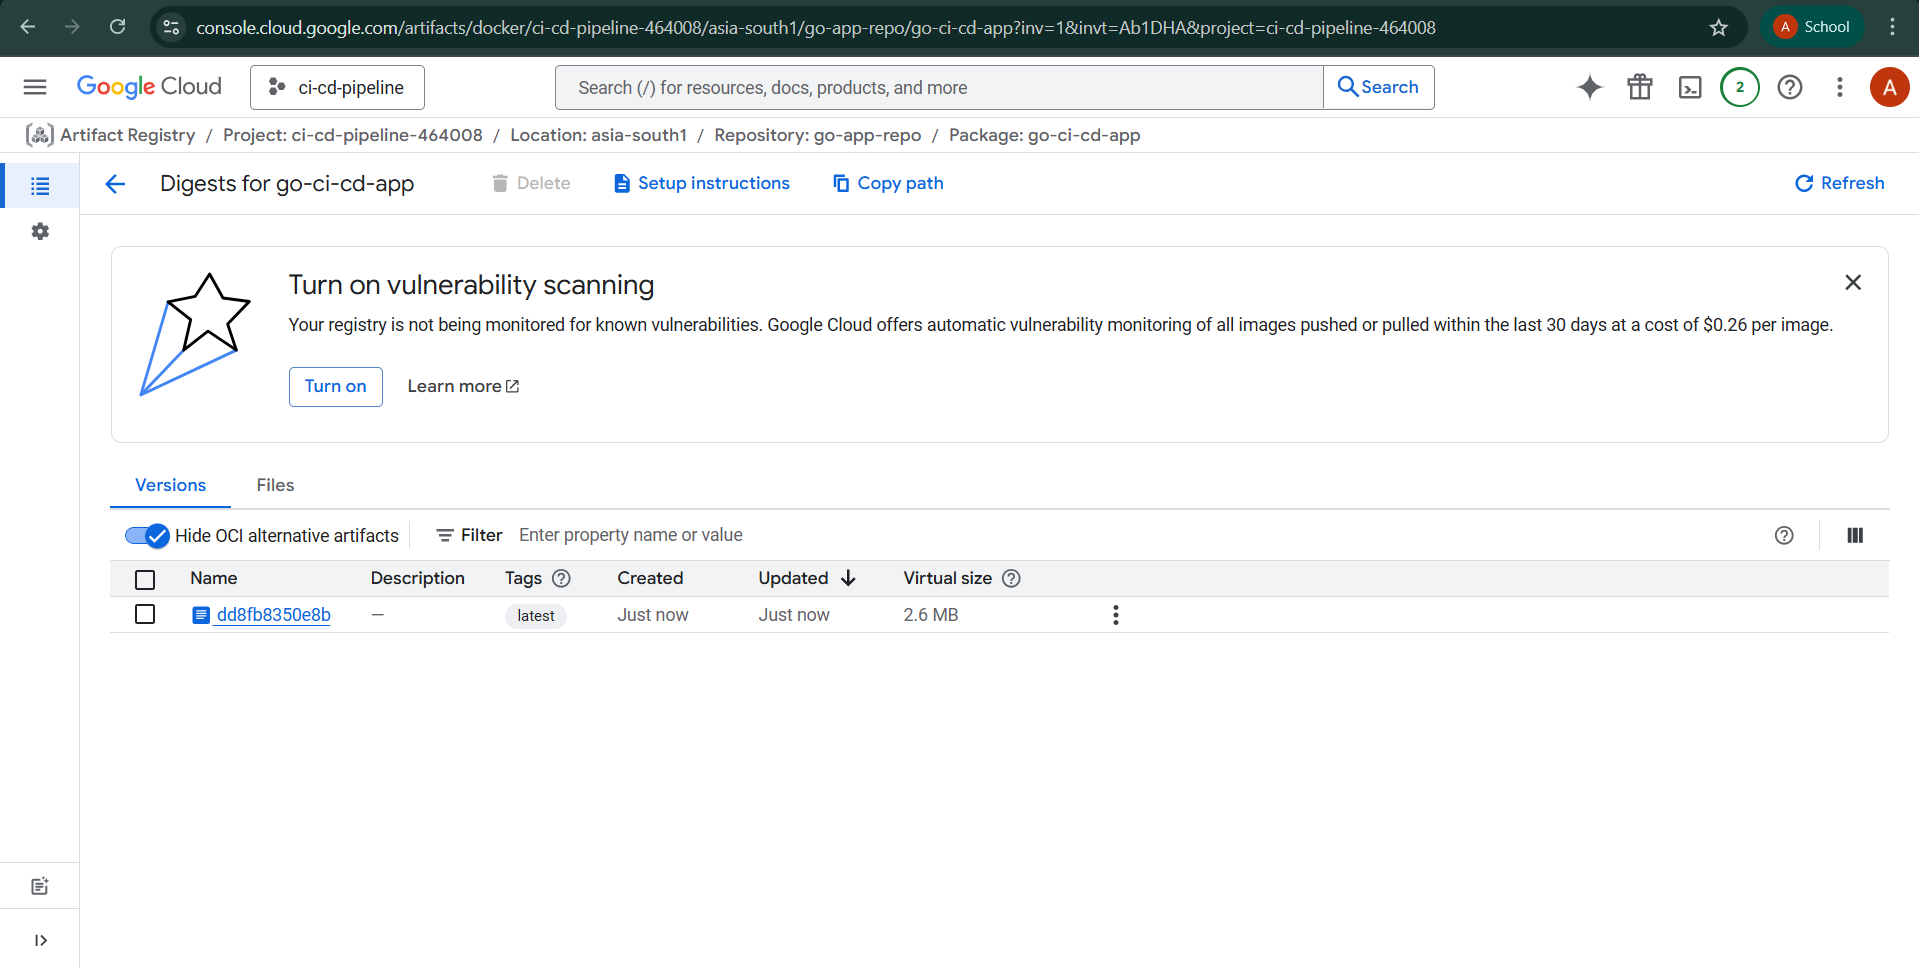 console.cloud.google.com/artifacts/docker/ci-cd-pipeline-464008/asia-south1/go-app-repo/go-ci-cd-app?inv=1&invt=Ab1DHA&project=ci-cd-pipeline-464008
A School
Google Cloud
ci-cd-pipeline
Search (/) for resources, docs, products, and more
Search
2
A
Artifact Registry / Project: ci-cd-pipeline-464008 / Location: asia-south1 / Repository: go-app-repo / Package: go-ci-cd-app
Digests for go-ci-cd-app
Delete
Setup instructions
Copy path
Refresh
Turn on vulnerability scanning
Your registry is not being monitored for known vulnerabilities. Google Cloud offers automatic vulnerability monitoring of all images pushed or pulled within the last 30 days at a cost of $0.26 per image.
Turn on
Learn more
Versions Files
Hide OCI alternative artifacts Filter Enter property name or value
Name Description Tags Created Updated Virtual size
dd8fb8350e8b — latest Just now Just now 2.6 MB